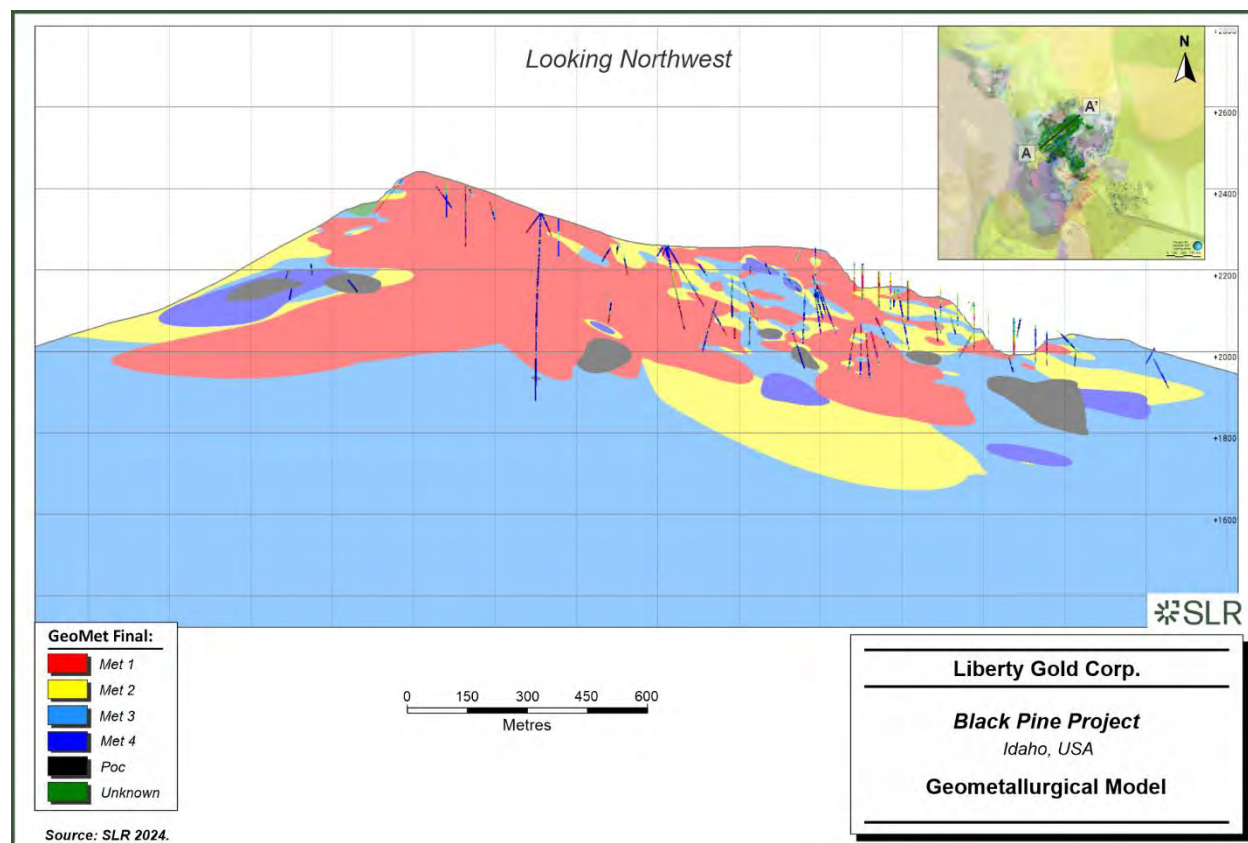 Looking Northwest
N
A'
A
+2600
+2400
+2200
+2000
+1800
+1600
SLR
GeoMet Final:
Met 1
Met 2
Met 3
Met 4
Poc
Unknown
0 150 300 450 600
Metres
Liberty Gold Corp.
Black Pine Project
Idaho, USA
Geometallurgical Model
Source: SLR 2024.